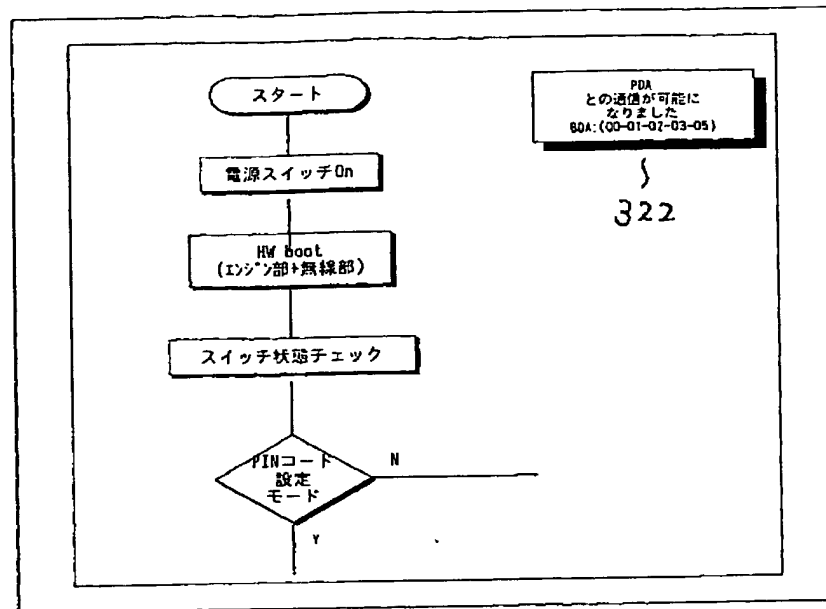 スタート
電源スイッチOn
HW boot
(エンジン部+無線部)
スイッチ状態チェック
PINコード
設定
モード
N
Y
PDA
との通信が可能に
なりました
BDA:(00-01-02-03-05)
322